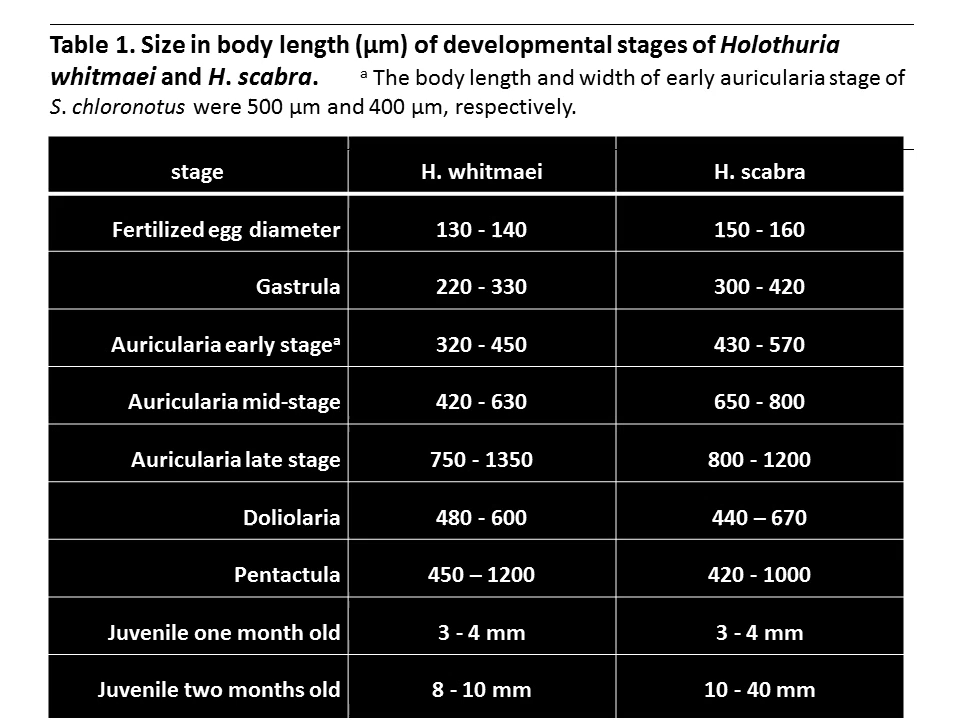 Table 1. Size in body length (µm) of developmental stages of Holothuria
whitmaei and H. scabra. ᵃ The body length and width of early auricularia stage of
S. chloronotus were 500 µm and 400 µm, respectively.
stage H. whitmaei H. scabra
Fertilized egg diameter 130 - 140 150 - 160
Gastrula 220 - 330 300 - 420
Auricularia early stageᵃ 320 - 450 430 - 570
Auricularia mid-stage 420 - 630 650 - 800
Auricularia late stage 750 - 1350 800 - 1200
Doliolaria 480 - 600 440 – 670
Pentactula 450 – 1200 420 - 1000
Juvenile one month old 3 - 4 mm 3 - 4 mm
Juvenile two months old 8 - 10 mm 10 - 40 mm